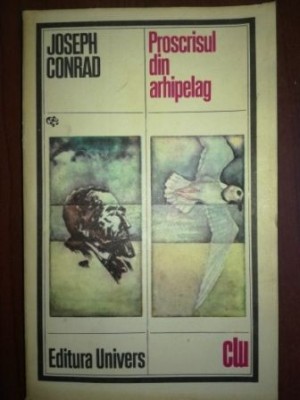 JOSEPH
CONRAD
Proscrisul
din
arhipelag
Editura Univers
clu